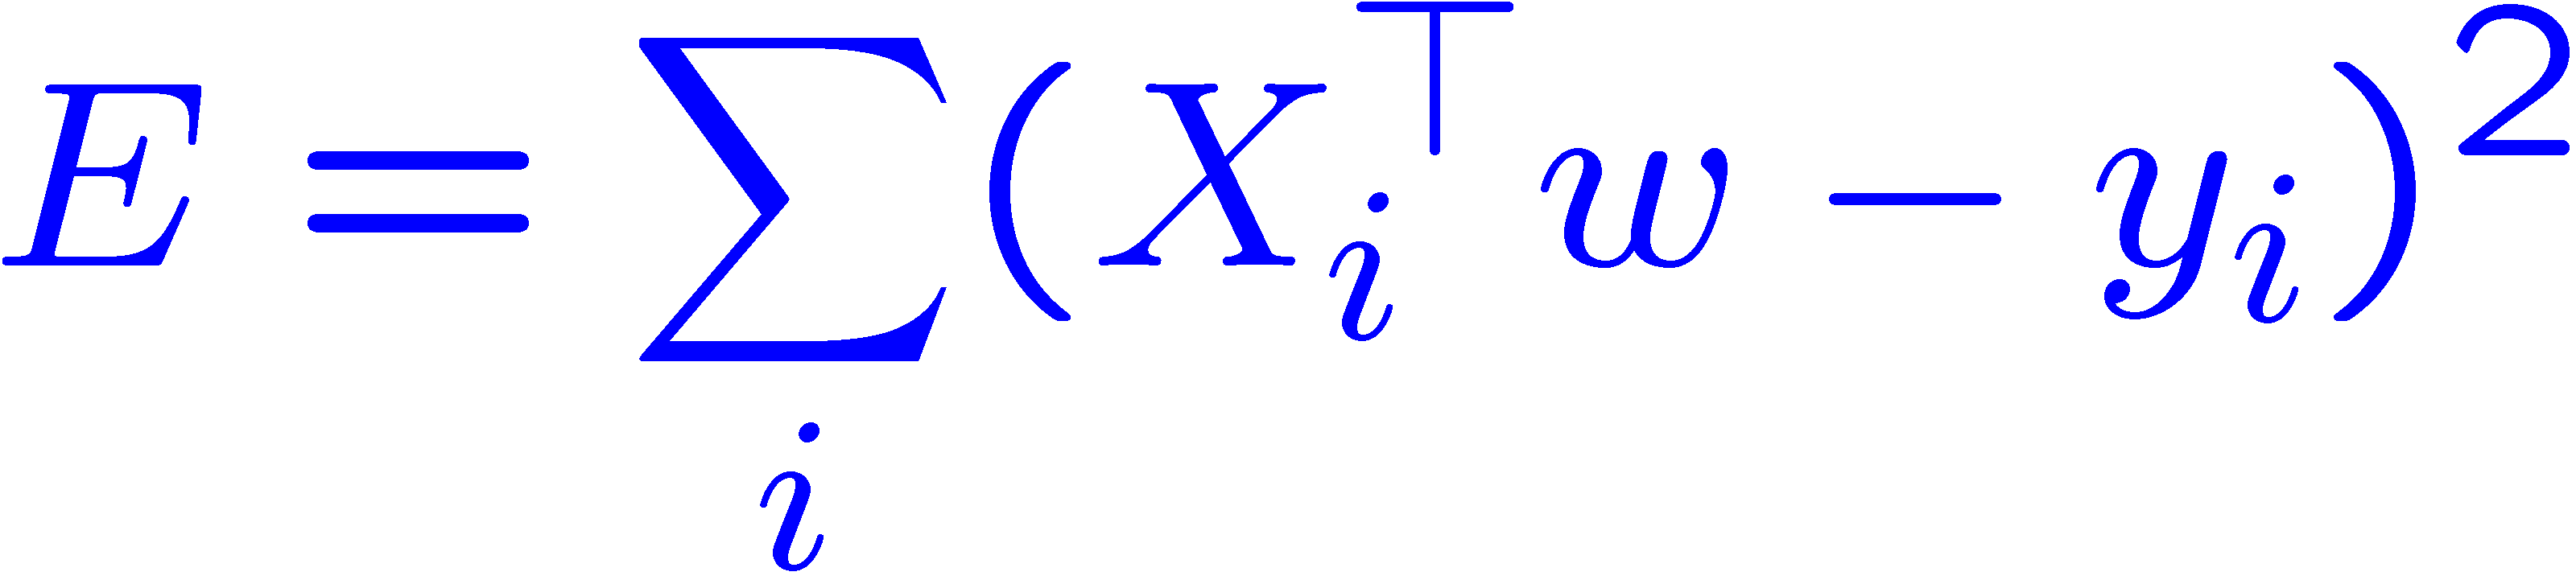 $E = \sum_i (X_i^\top w - y_i)^2$